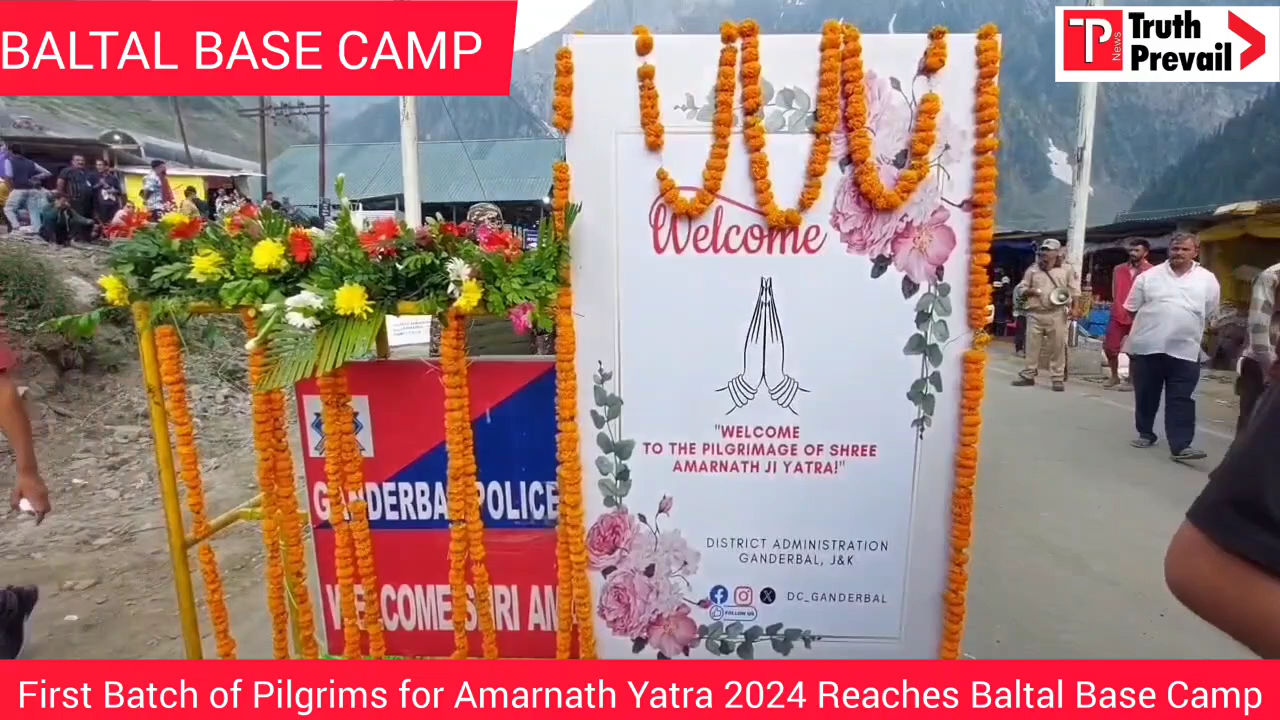 BALTAL BASE CAMP
TP
News
Truth
Prevail
Welcome
"WELCOME
TO THE PILGRIMAGE OF SHREE
AMARNATH JI YATRA!"
DISTRICT ADMINISTRATION
GANDERBAL, J&K
FOLLOW US
DC_GANDERBAL
POLICE
First Batch of Pilgrims for Amarnath Yatra 2024 Reaches Baltal Base Camp